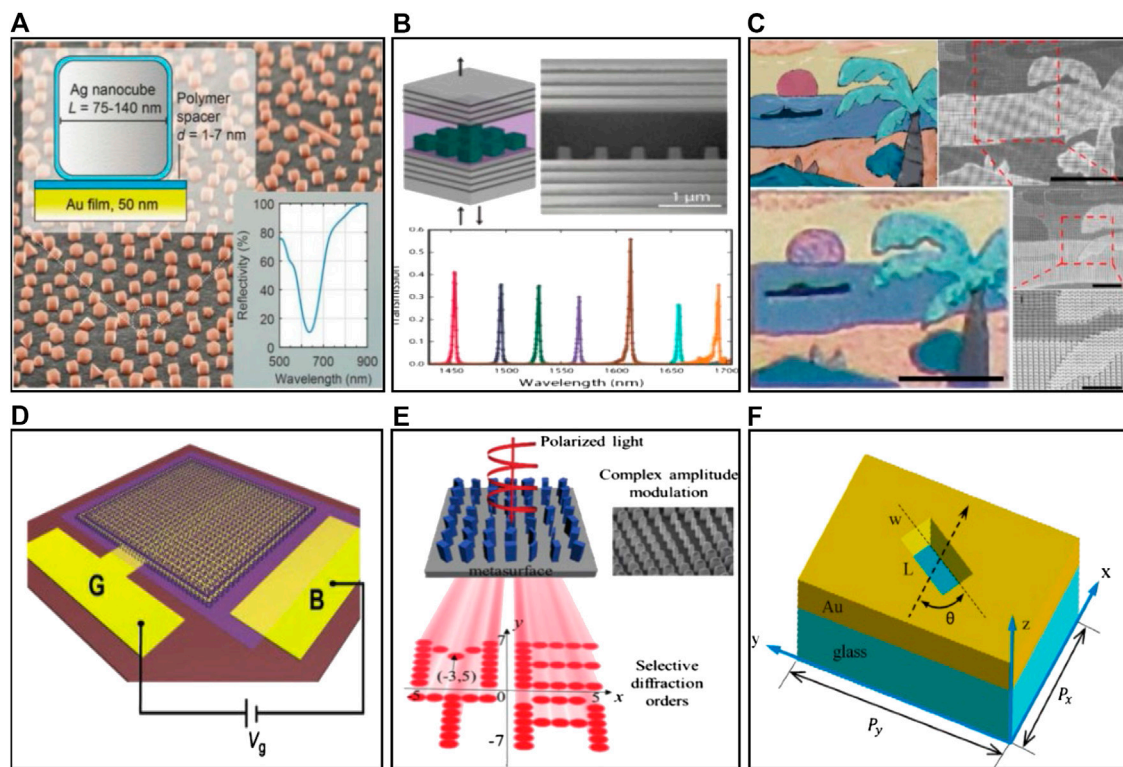 A
Ag nanocube
L = 75-140 nm
Polymer
spacer
d = 1-7 nm
Au film, 50 nm
100
80
60
40
20
0
Reflectivity (%)
500
700
900
Wavelength (nm)
B
1 μm
0.6
0.5
0.4
0.3
0.2
0.1
0.0
Transmission
1450
1500
1550
1600
1650
1700
Wavelength (nm)
C
D
G
B
Vg
E
Polarized light
Complex amplitude
modulation
metasurface
y
7
(-3,5)
-5
0
5
x
-7
Selective
diffraction
orders
F
w
L
θ
Au
glass
x
y
z
Px
Py